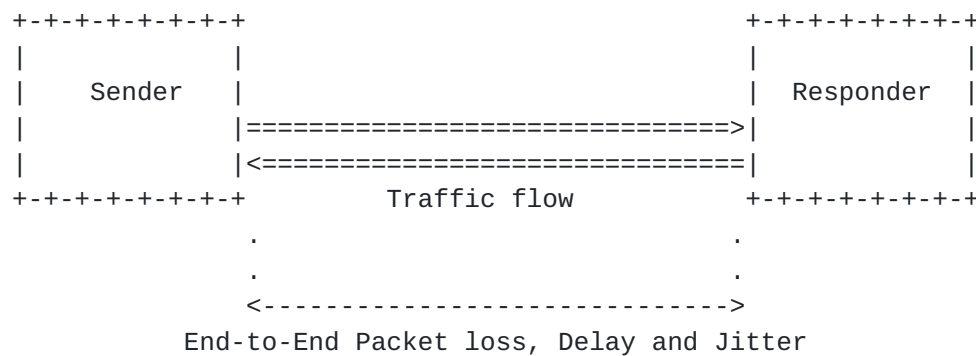 +-+-+-+-+-+-+ +-+-+-+-+-+-+
| | | |
| Sender | | Responder |
| |===============================>| |
| |<===============================| |
+-+-+-+-+-+-+ Traffic flow +-+-+-+-+-+-+
. .
. .
<------------------------------>
End-to-End Packet loss, Delay and Jitter